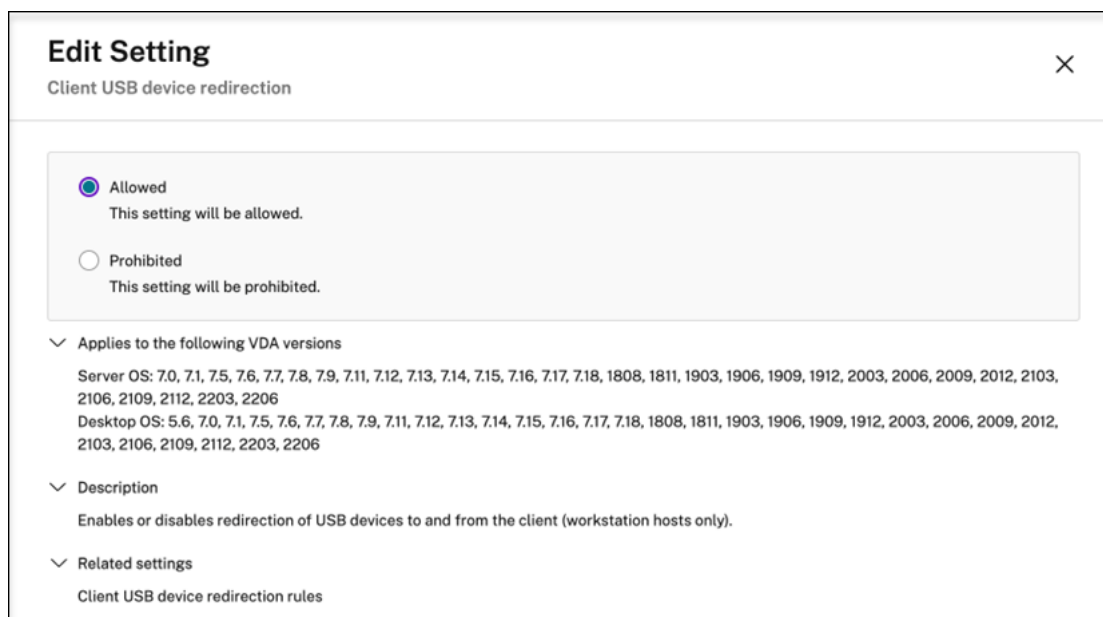 Edit Setting
Client USB device redirection
Allowed
This setting will be allowed.
Prohibited
This setting will be prohibited.
Applies to the following VDA versions
Server OS: 7.0, 7.1, 7.5, 7.6, 7.7, 7.8, 7.9, 7.11, 7.12, 7.13, 7.14, 7.15, 7.16, 7.17, 7.18, 1808, 1811, 1903, 1906, 1909, 1912, 2003, 2006, 2009, 2012, 2103,
2106, 2109, 2112, 2203, 2206
Desktop OS: 5.6, 7.0, 7.1, 7.5, 7.6, 7.7, 7.8, 7.9, 7.11, 7.12, 7.13, 7.14, 7.15, 7.16, 7.17, 7.18, 1808, 1811, 1903, 1906, 1909, 1912, 2003, 2006, 2009, 2012,
2103, 2106, 2109, 2112, 2203, 2206
Description
Enables or disables redirection of USB devices to and from the client (workstation hosts only).
Related settings
Client USB device redirection rules